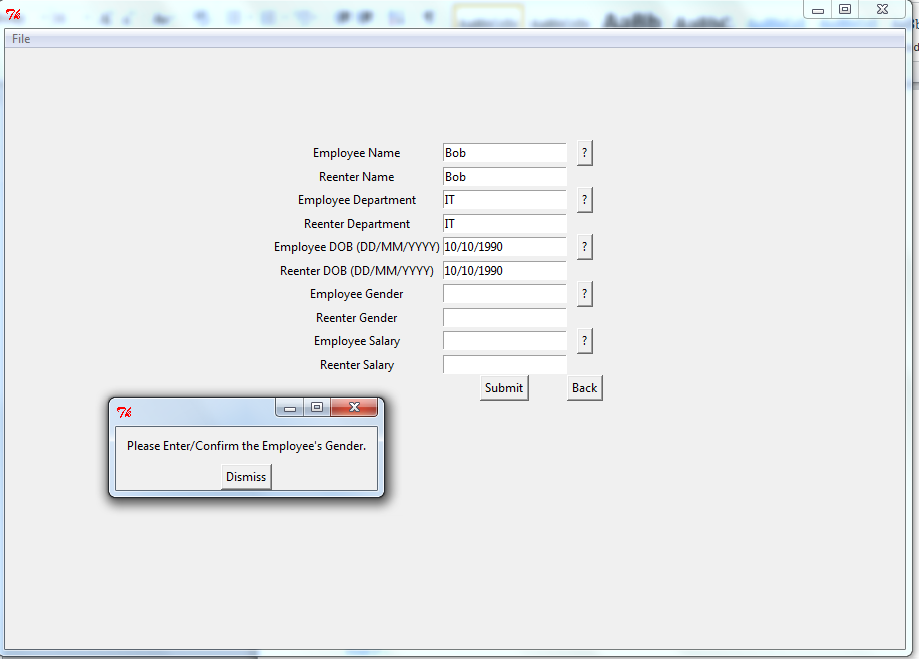 File
Employee Name Bob ?
Reenter Name Bob
Employee Department IT ?
Reenter Department IT
Employee DOB (DD/MM/YYYY) 10/10/1990 ?
Reenter DOB (DD/MM/YYYY) 10/10/1990
Employee Gender ?
Reenter Gender
Employee Salary ?
Reenter Salary
Submit Back
Please Enter/Confirm the Employee's Gender.
Dismiss